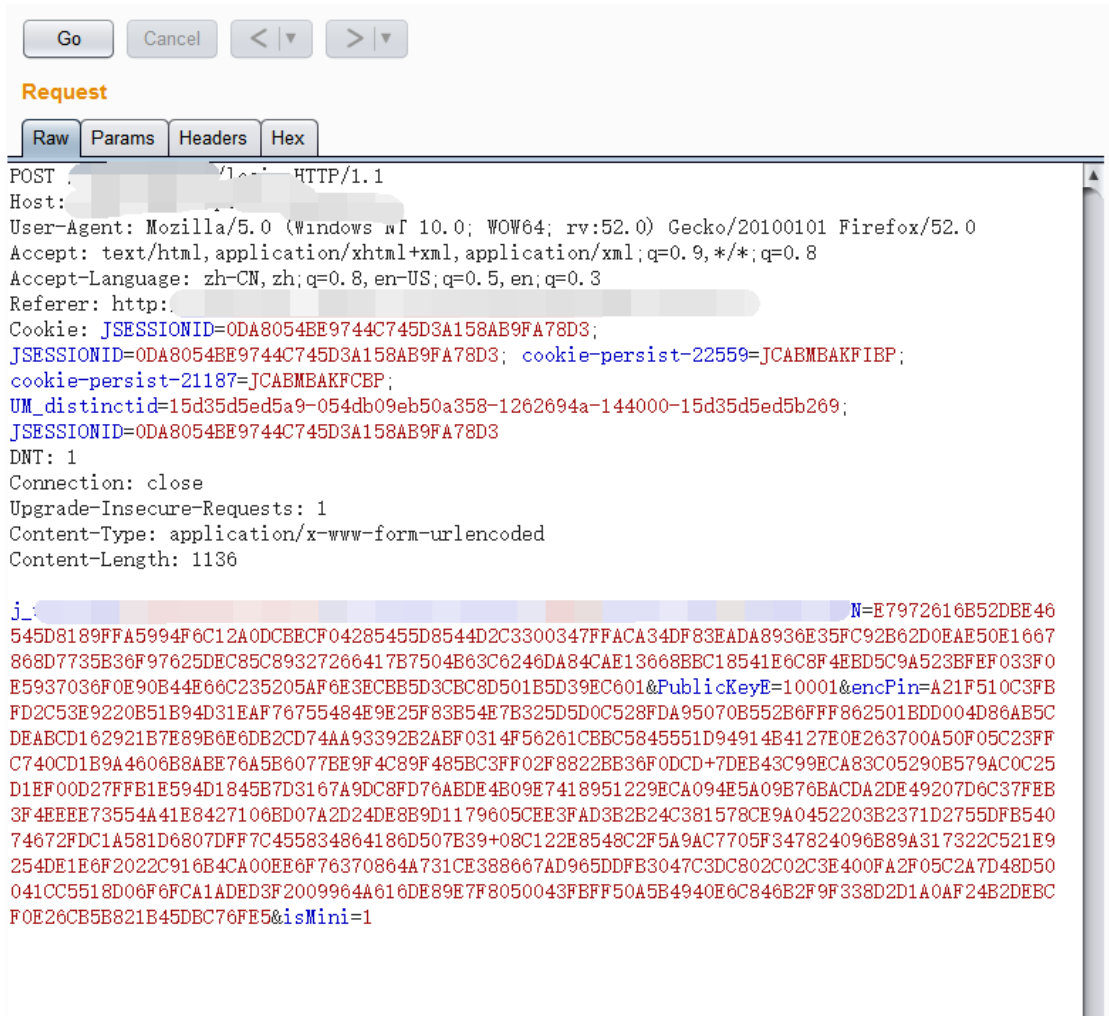 Go Cancel < >
Request
Raw Params Headers Hex
POST HTTP/1.1
Host:
User-Agent: Mozilla/5.0 (Windows NT 10.0; WOW64; rv:52.0) Gecko/20100101 Firefox/52.0
Accept: text/html,application/xhtml+xml,application/xml;q=0.9,*/*;q=0.8
Accept-Language: zh-CN,zh;q=0.8,en-US;q=0.5,en;q=0.3
Referer: http:
Cookie: JSESSIONID=0DA8054BE9744C745D3A158AB9FA78D3;
JSESSIONID=0DA8054BE9744C745D3A158AB9FA78D3; cookie-persist-22559=JCABMBAKFIBP;
cookie-persist-21187=JCABMBAKFCBP;
UM_distinctid=15d35d5ed5a9-054db09eb50a358-1262694a-144000-15d35d5ed5b269;
JSESSIONID=0DA8054BE9744C745D3A158AB9FA78D3
DNT: 1
Connection: close
Upgrade-Insecure-Requests: 1
Content-Type: application/x-www-form-urlencoded
Content-Length: 1136
j_ N=E7972616B52DBE46
545D8189FFA5994F6C12A0DCBECF04285455D8544D2C3300347FFACA34DF83EADA8936E35FC92B62D0EAE50E1667
868D7735B36F97625DEC85C89327266417B7504B63C6246DA84CAE13668BBC18541E6C8F4EBD5C9A523BFEF033F0
E5937036F0E90B44E66C235205AF6E3ECBB5D3CBC8D501B5D39EC601&PublicKeyE=10001&encPin=A21F510C3FB
FD2C53E9220B51B94D31EAF76755484E9E25F83B54E7B325D5D0C528FDA95070B552B6FFF862501BDD004D86AB5C
DEABCD162921B7E89B6E6DB2CD74AA93392B2ABF0314F56261CBBC5845551D94914B4127E0E263700A50F05C23FF
C740CD1B9A4606B8ABE76A5B6077BE9F4C89F485BC3FF02F8822BB36F0DCD+7DEB43C99ECA83C05290B579AC0C25
D1EF00D27FFB1E594D1845B7D3167A9DC8FD76ABDE4B09E7418951229ECA094E5A09B76BACDA2DE49207D6C37FEB
3F4EEEE73554A41E8427106BD07A2D24DE8B9D1179605CEE3FAD3B2B24C381578CE9A0452203B2371D2755DFB540
74672FDC1A581D6807DFF7C455834864186D507B39+08C122E8548C2F5A9AC7705F347824096B89A317322C521E9
254DE1E6F2022C916B4CA00EE6F76370864A731CE388667AD965DDFB3047C3DC802C02C3E400FA2F05C2A7D48D50
041CC5518D06F6FCA1ADED3F2009964A616DE89E7F8050043FBFF50A5B4940E6C846B2F9F338D2D1A0AF24B2DEBC
F0E26CB5B821B45DBC76FE5&isMini=1